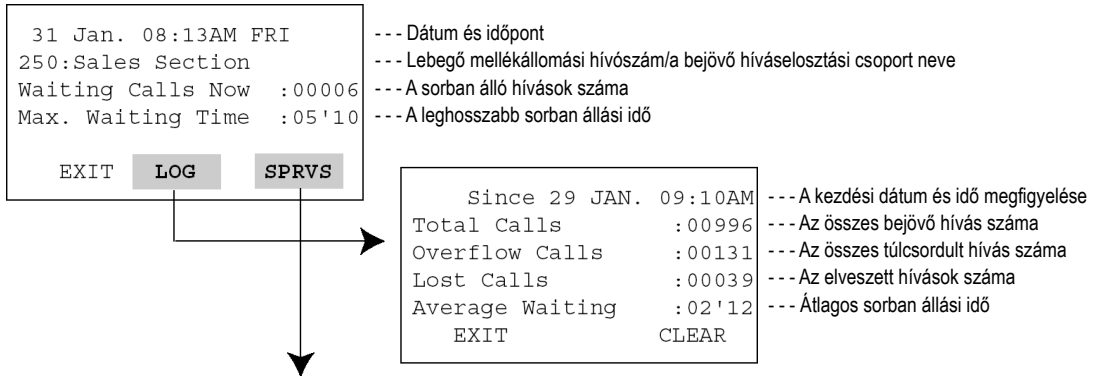 31 Jan. 08:13AM FRI - - - Dátum és időpont
250:Sales Section - - - Lebegő mellékállomási hívószám/a bejövő híváselosztási csoport neve
Waiting Calls Now :00006 - - - A sorban álló hívások száma
Max. Waiting Time :05'10 - - - A leghosszabb sorban állási idő
EXIT LOG SPRVS
Since 29 JAN. 09:10AM - - - A kezdési dátum és idő megfigyelése
Total Calls :00996 - - - Az összes bejövő hívás száma
Overflow Calls :00131 - - - Az összes túlcsordult hívás száma
Lost Calls :00039 - - - Az elveszett hívások száma
Average Waiting :02'12 - - - Átlagos sorban állási idő
EXIT CLEAR